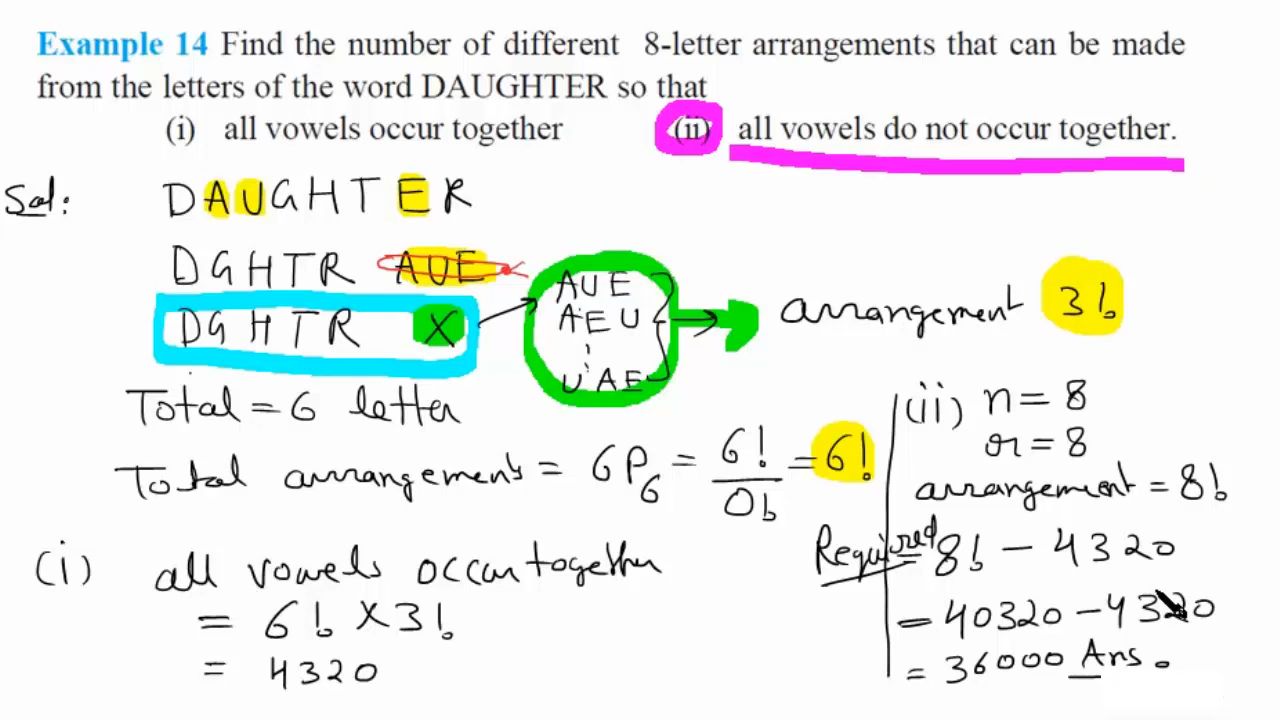 Example 14 Find the number of different 8-letter arrangements that can be made
from the letters of the word DAUGHTER so that
(i) all vowels occur together (ii) all vowels do not occur together.
Sol: DAUGHTER
DGHTR AUE
DGHTR X
AUE
AEU
UAE
arrangement 3!
Total = 6 letter
Total arrangements = 6P6 = 6!/0! = 6!
(i) all vowels occur together
= 6! X 3!
= 4320
(ii) n = 8
r = 8
arrangement = 8!
Required = 8! - 4320
= 40320 - 4320
= 36000 Ans.